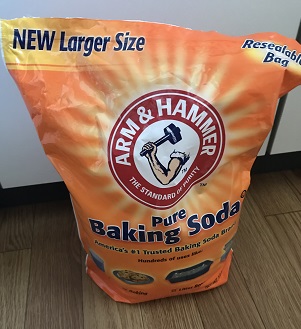 NEW Larger Size
Resealable
Bag
ARM & HAMMER
THE STANDARD OF PURITY
TM
Pure
Baking Soda
America's #1 Trusted Baking Soda
Hundreds of uses